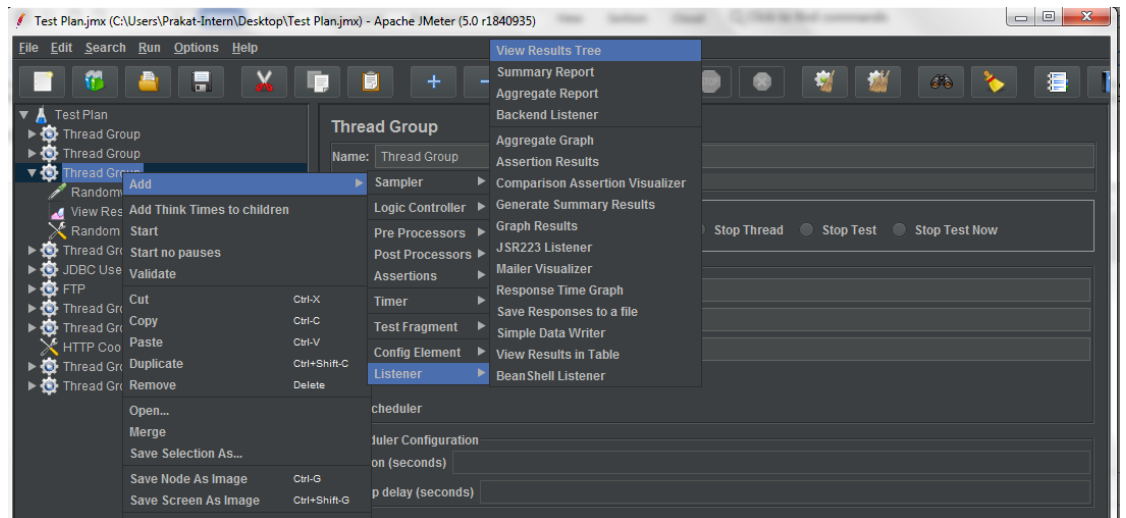 Test Plan.jmx (C:\Users\Prakat-Intern\Desktop\Test Plan.jmx) - Apache JMeter (5.0 r1840935)
File Edit Search Run Options Help
Test Plan
Thread Group
Thread Group
Thread Group
Random
View Res
Random
Thread Gro
JDBC Use
FTP
Thread Gro
Thread Gro
HTTP Coo
Thread Gro
Thread Gro
Add
Add Think Times to children
Start
Start no pauses
Validate
Cut Ctrl-X
Copy Ctrl-C
Paste Ctrl-V
Duplicate Ctrl+Shift-C
Remove Delete
Open...
Merge
Save Selection As...
Save Node As Image Ctrl-G
Save Screen As Image Ctrl+Shift-G
Thread Group
Name: Thread Group
Sampler
Logic Controller
Pre Processors
Post Processors
Assertions
Timer
Test Fragment
Config Element
Listener
View Results Tree
Summary Report
Aggregate Report
Backend Listener
Aggregate Graph
Assertion Results
Comparison Assertion Visualizer
Generate Summary Results
Graph Results
JSR223 Listener
Mailer Visualizer
Response Time Graph
Save Responses to a file
Simple Data Writer
View Results in Table
BeanShell Listener
Stop Thread Stop Test Stop Test Now
cheduler
duler Configuration
on (seconds)
p delay (seconds)